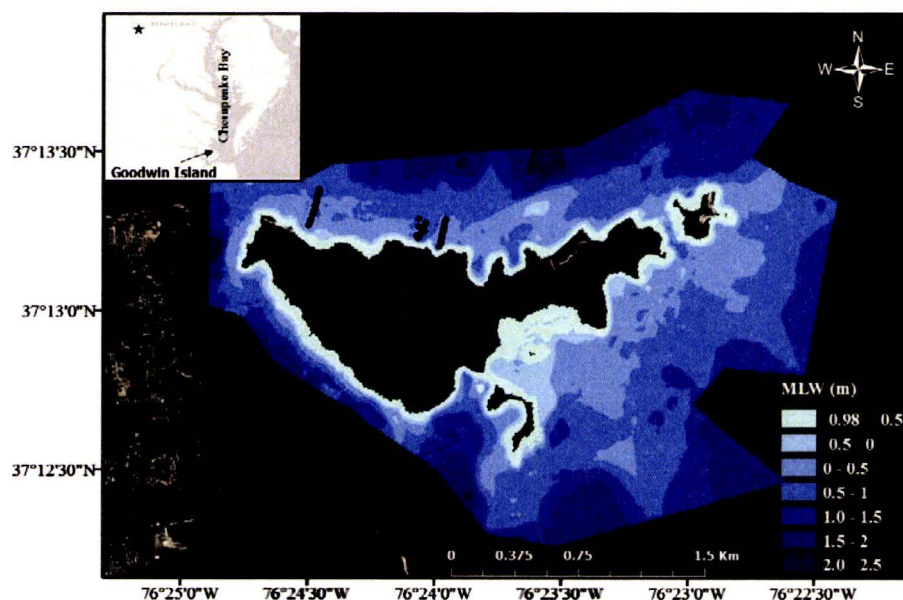 Chesapeake Bay
Goodwin Island
N
W
E
S
37°13'30"N
37°13'0"N
37°12'30"N
MLW (m)
0.98 0.5
0.5 0
0 - 0.5
0.5 - 1
1.0 - 1.5
1.5 - 2
2.0 2.5
0 0.375 0.75 1.5 Km
76°25'0"W 76°24'30"W 76°24'0"W 76°23'30"W 76°23'0"W 76°22'30"W